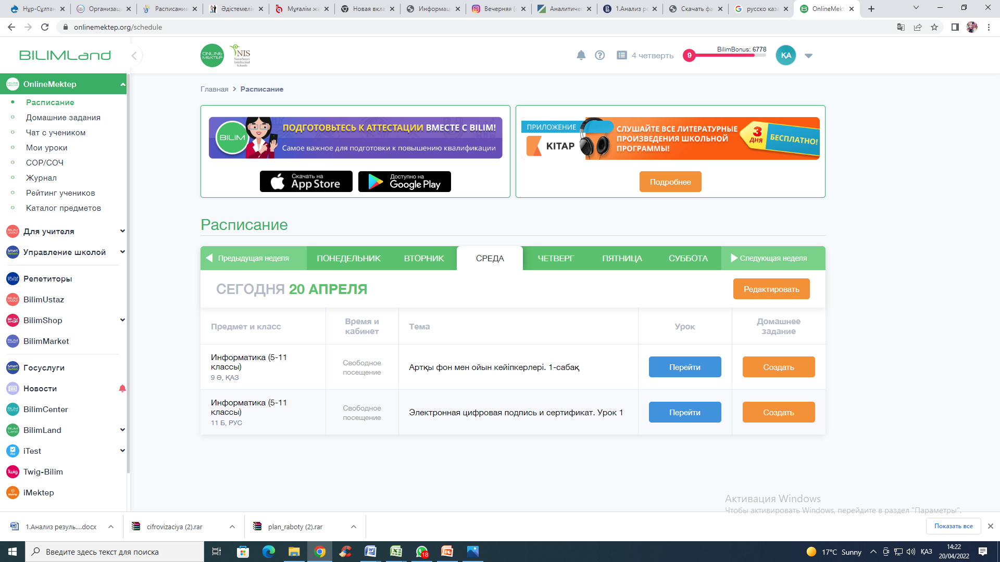 Нұр-Сұлтан
Организаци
Расписание
Әдістемелік
Мұғалім жа
Новая вкла
Информац
Вечерняя (
Аналитичес
1.Анализ ре
Скачать фа
русско каза
OnlineMekt
onlinemektep.org/schedule
BILIMLand
ONLINE
MEKTEP
NIS
Nazarbayev
Intellectual
Schools
4 четверть
9
BilimBonus: 6778
ҚА
OnlineMektep
Расписание
Домашние задания
Чат с учеником
Мои уроки
СОР/СОЧ
Журнал
Рейтинг учеников
Каталог предметов
Для учителя
Управление школой
Репетиторы
BilimUstaz
BilimShop
BilimMarket
Госуслуги
Новости
BilimCenter
BilimLand
iTest
Twig-Bilim
iMektep
Главная > Расписание
BILIM
ПОДГОТОВЬТЕСЬ К АТТЕСТАЦИИ ВМЕСТЕ С BILIM!
Самое важное для подготовки к повышению квалификации
Скачать на
App Store
Доступно на
Google Play
ПРИЛОЖЕНИЕ
KITAP
СЛУШАЙТЕ ВСЕ ЛИТЕРАТУРНЫЕ
ПРОИЗВЕДЕНИЯ ШКОЛЬНОЙ
ПРОГРАММЫ!
3
ДНЯ
БЕСПЛАТНО!
Подробнее
Расписание
Предыдущая неделя
ПОНЕДЕЛЬНИК
ВТОРНИК
СРЕДА
ЧЕТВЕРГ
ПЯТНИЦА
СУББОТА
Следующая неделя
СЕГОДНЯ 20 АПРЕЛЯ
Редактировать
Предмет и класс
Время и
кабинет
Тема
Урок
Домашнее
задание
Информатика (5-11
классы)
9 Ә, ҚАЗ
Свободное
посещение
Артқы фон мен ойын кейіпкерлері. 1-сабақ
Перейти
Создать
Информатика (5-11
классы)
11 Б, РУС
Свободное
посещение
Электронная цифровая подпись и сертификат. Урок 1
Перейти
Создать
Активация Windows
Чтобы активировать Windows, перейдите в раздел "Параметры".
1.Анализ резуль....docx
cifrovizaciya (2).rar
plan_raboty (2).rar
Показать все
Введите здесь текст для поиска
18
17°C Sunny
ҚАЗ
14:22
20/04/2022